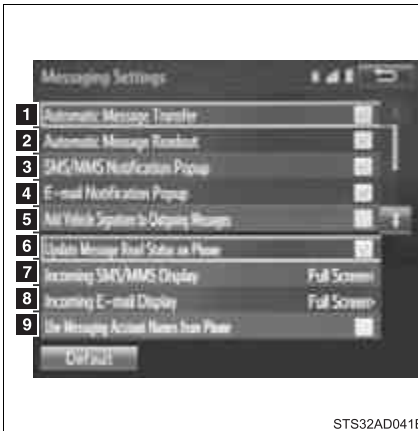 Messaging Settings
1 Automatic Message Transfer
2 Automatic Message Readout
3 SMS/MMS Notification Popup
4 E-mail Notification Popup
5 Add Vehicle Signature to Outgoing Messages
6 Update Message Read Status on Phone
7 Incoming SMS/MMS Display Full Screen
8 Incoming E-mail Display Full Screen
9 Use Messaging Account Names from Phone
Default
STS32AD041